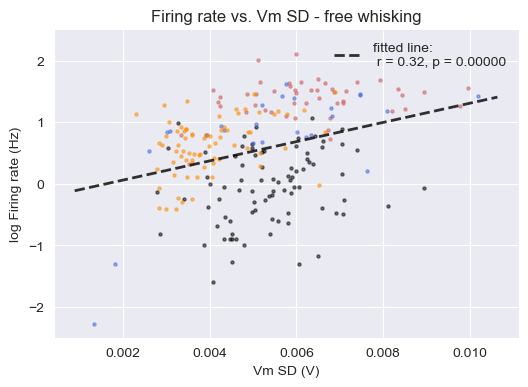 Firing rate vs. Vm SD - free whisking
fitted line:
r = 0.32, p = 0.00000
log Firing rate (Hz)
2
1
0
−1
−2
0.002
0.004
0.006
0.008
0.010
Vm SD (V)